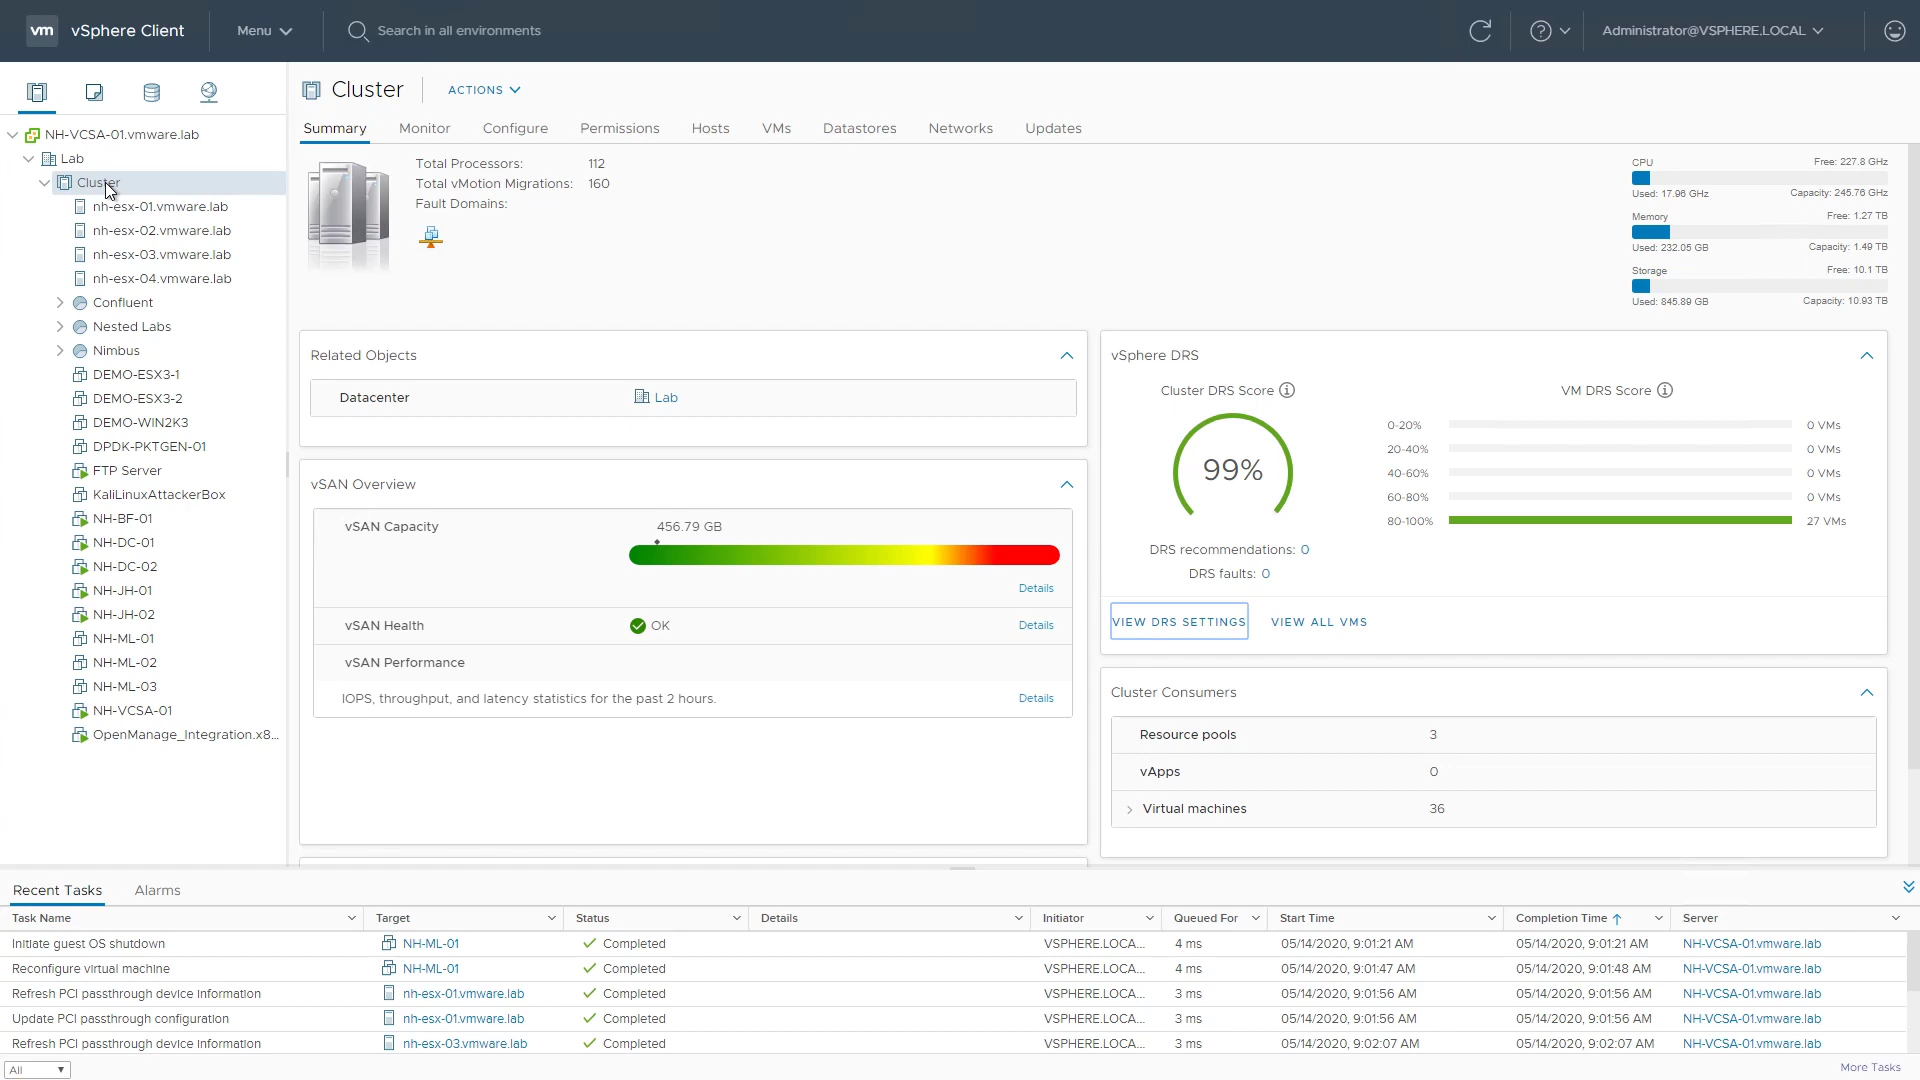 vm vSphere Client Menu Search in all environments Administrator@VSPHERE.LOCAL
NH-VCSA-01.vmware.lab
Lab
Cluster
nh-esx-01.vmware.lab
nh-esx-02.vmware.lab
nh-esx-03.vmware.lab
nh-esx-04.vmware.lab
Confluent
Nested Labs
Nimbus
DEMO-ESX3-1
DEMO-ESX3-2
DEMO-WIN2K3
DPDK-PKTGEN-01
FTP Server
KaliLinuxAttackerBox
NH-BF-01
NH-DC-01
NH-DC-02
NH-JH-01
NH-JH-02
NH-ML-01
NH-ML-02
NH-ML-03
NH-VCSA-01
OpenManage_Integration.x8...
Cluster ACTIONS
Summary Monitor Configure Permissions Hosts VMs Datastores Networks Updates
Total Processors: 112
Total vMotion Migrations: 160
Fault Domains:
CPU Free: 227.8 GHz
Used: 17.96 GHz Capacity: 245.76 GHz
Memory Free: 1.27 TB
Used: 232.05 GB Capacity: 1.49 TB
Storage Free: 10.1 TB
Used: 845.89 GB Capacity: 10.93 TB
Related Objects
Datacenter Lab
vSAN Overview
vSAN Capacity 456.79 GB
Details
vSAN Health OK Details
vSAN Performance
IOPS, throughput, and latency statistics for the past 2 hours. Details
vSphere DRS
Cluster DRS Score VM DRS Score
99%
0-20% 0 VMs
20-40% 0 VMs
40-60% 0 VMs
60-80% 0 VMs
80-100% 27 VMs
DRS recommendations: 0
DRS faults: 0
VIEW DRS SETTINGS VIEW ALL VMS
Cluster Consumers
Resource pools 3
vApps 0
Virtual machines 36
Recent Tasks Alarms
Task Name Target Status Details Initiator Queued For Start Time Completion Time Server
Initiate guest OS shutdown NH-ML-01 Completed VSPHERE.LOCA... 4 ms 05/14/2020, 9:01:21 AM 05/14/2020, 9:01:21 AM NH-VCSA-01.vmware.lab
Reconfigure virtual machine NH-ML-01 Completed VSPHERE.LOCA... 4 ms 05/14/2020, 9:01:47 AM 05/14/2020, 9:01:48 AM NH-VCSA-01.vmware.lab
Refresh PCI passthrough device information nh-esx-01.vmware.lab Completed VSPHERE.LOCA... 3 ms 05/14/2020, 9:01:56 AM 05/14/2020, 9:01:56 AM NH-VCSA-01.vmware.lab
Update PCI passthrough configuration nh-esx-01.vmware.lab Completed VSPHERE.LOCA... 3 ms 05/14/2020, 9:01:56 AM 05/14/2020, 9:01:56 AM NH-VCSA-01.vmware.lab
Refresh PCI passthrough device information nh-esx-03.vmware.lab Completed VSPHERE.LOCA... 3 ms 05/14/2020, 9:02:07 AM 05/14/2020, 9:02:07 AM NH-VCSA-01.vmware.lab
All More Tasks